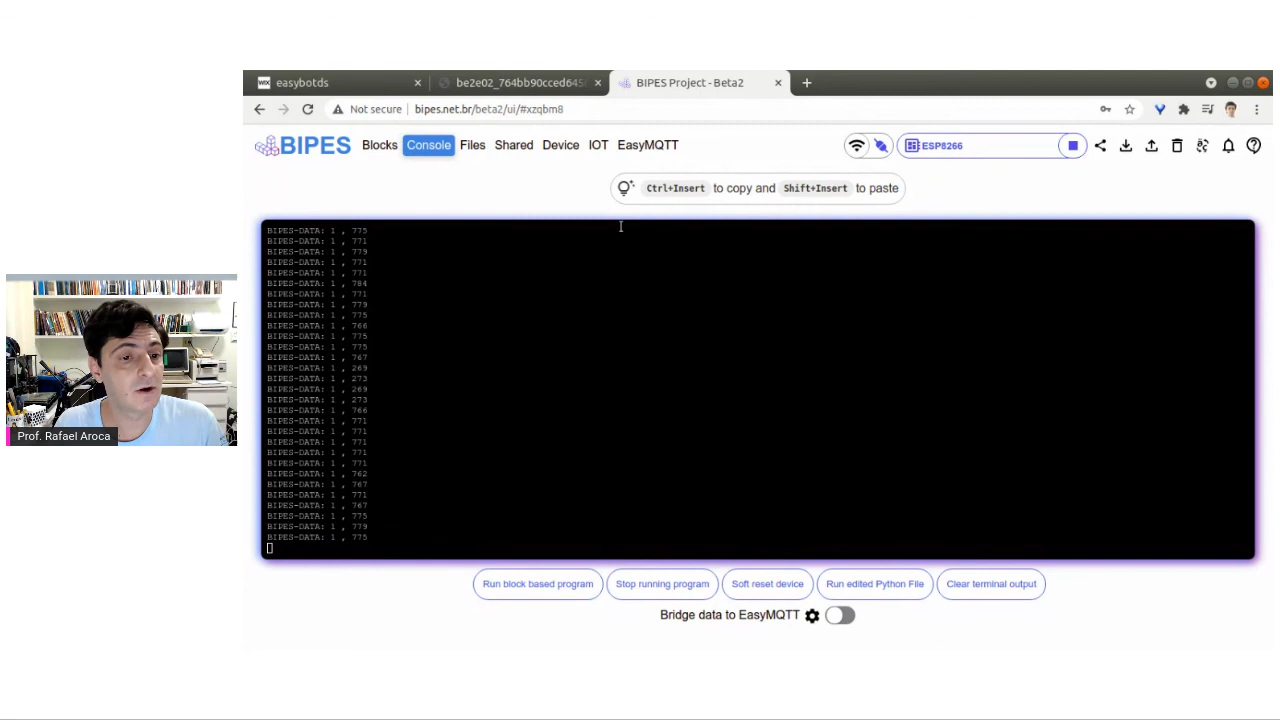 WIX easybotds
be2e02_764bb90cced645
BIPES Project - Beta2
Not secure
bipes.net.br/beta2/ui/#xzqbm8
BIPES
Blocks
Console
Files
Shared
Device
IOT
EasyMQTT
ESP8266
Ctrl+Insert to copy and Shift+Insert to paste
BIPES-DATA: 1 , 775
BIPES-DATA: 1 , 771
BIPES-DATA: 1 , 779
BIPES-DATA: 1 , 771
BIPES-DATA: 1 , 771
BIPES-DATA: 1 , 784
BIPES-DATA: 1 , 771
BIPES-DATA: 1 , 779
BIPES-DATA: 1 , 775
BIPES-DATA: 1 , 766
BIPES-DATA: 1 , 775
BIPES-DATA: 1 , 775
BIPES-DATA: 1 , 767
BIPES-DATA: 1 , 269
BIPES-DATA: 1 , 273
BIPES-DATA: 1 , 269
BIPES-DATA: 1 , 273
BIPES-DATA: 1 , 766
BIPES-DATA: 1 , 771
BIPES-DATA: 1 , 771
BIPES-DATA: 1 , 771
BIPES-DATA: 1 , 771
BIPES-DATA: 1 , 771
BIPES-DATA: 1 , 762
BIPES-DATA: 1 , 767
BIPES-DATA: 1 , 771
BIPES-DATA: 1 , 767
BIPES-DATA: 1 , 775
BIPES-DATA: 1 , 779
BIPES-DATA: 1 , 775
Prof. Rafael Aroca
Run block based program
Stop running program
Soft reset device
Run edited Python File
Clear terminal output
Bridge data to EasyMQTT